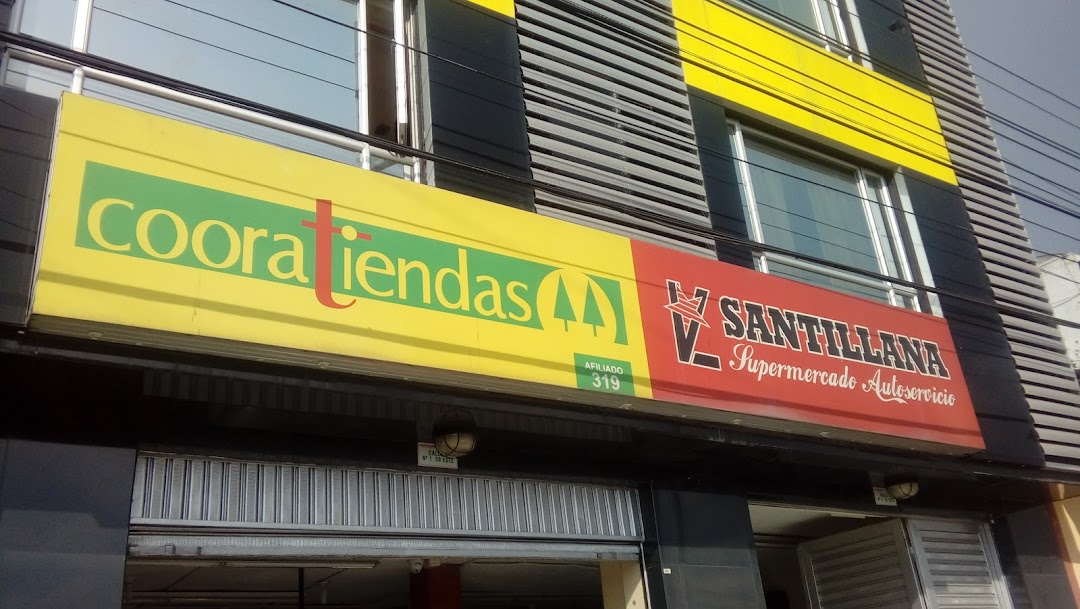 cooratiendas
AFILIADO
319
SANTILLANA
Supermercado Autoservicio